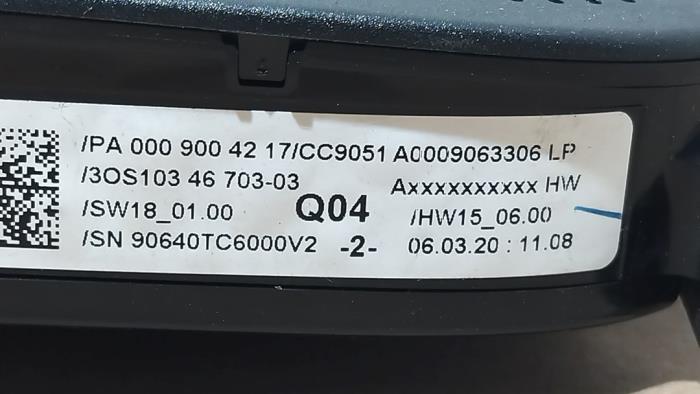 /PA 000 900 42 17/CC9051 A0009063306 LP
/3OS103 46 703-03 Axxxxxxxxxx HW
/SW18_01.00 Q04 /HW15_06.00
/SN 90640TC6000V2 -2- 06.03.20 : 11.08